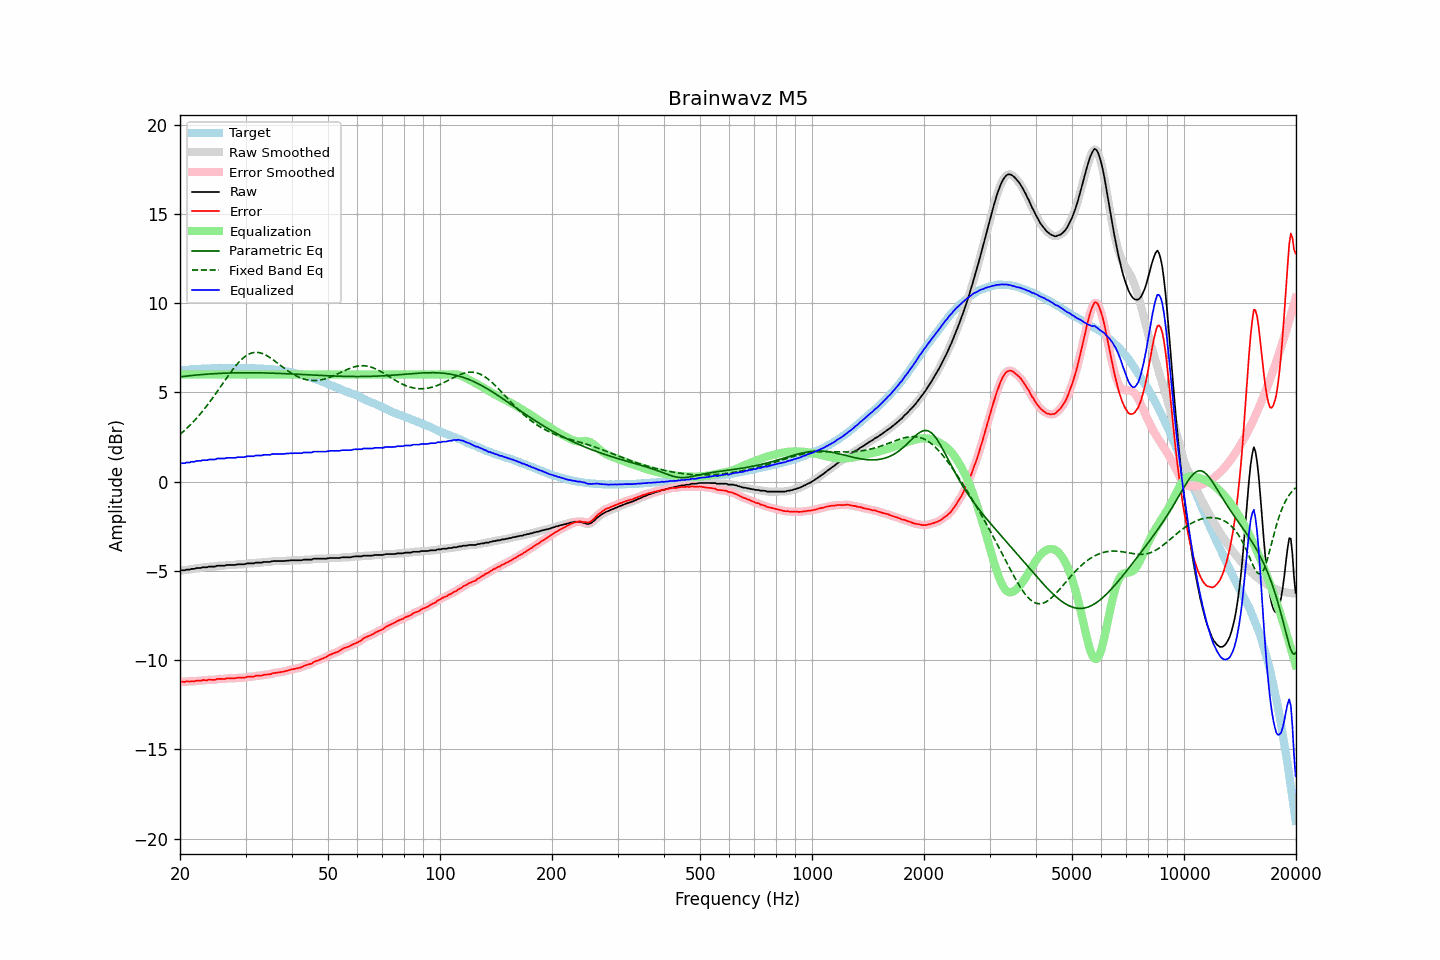 Brainwavz M5
Target
Raw Smoothed
Error Smoothed
Raw
Error
Equalization
Parametric Eq
Fixed Band Eq
Equalized
20
15
10
5
0
−5
−10
−15
−20
Amplitude (dBr)
20 50 100 200 500 1000 2000 5000 10000 20000
Frequency (Hz)